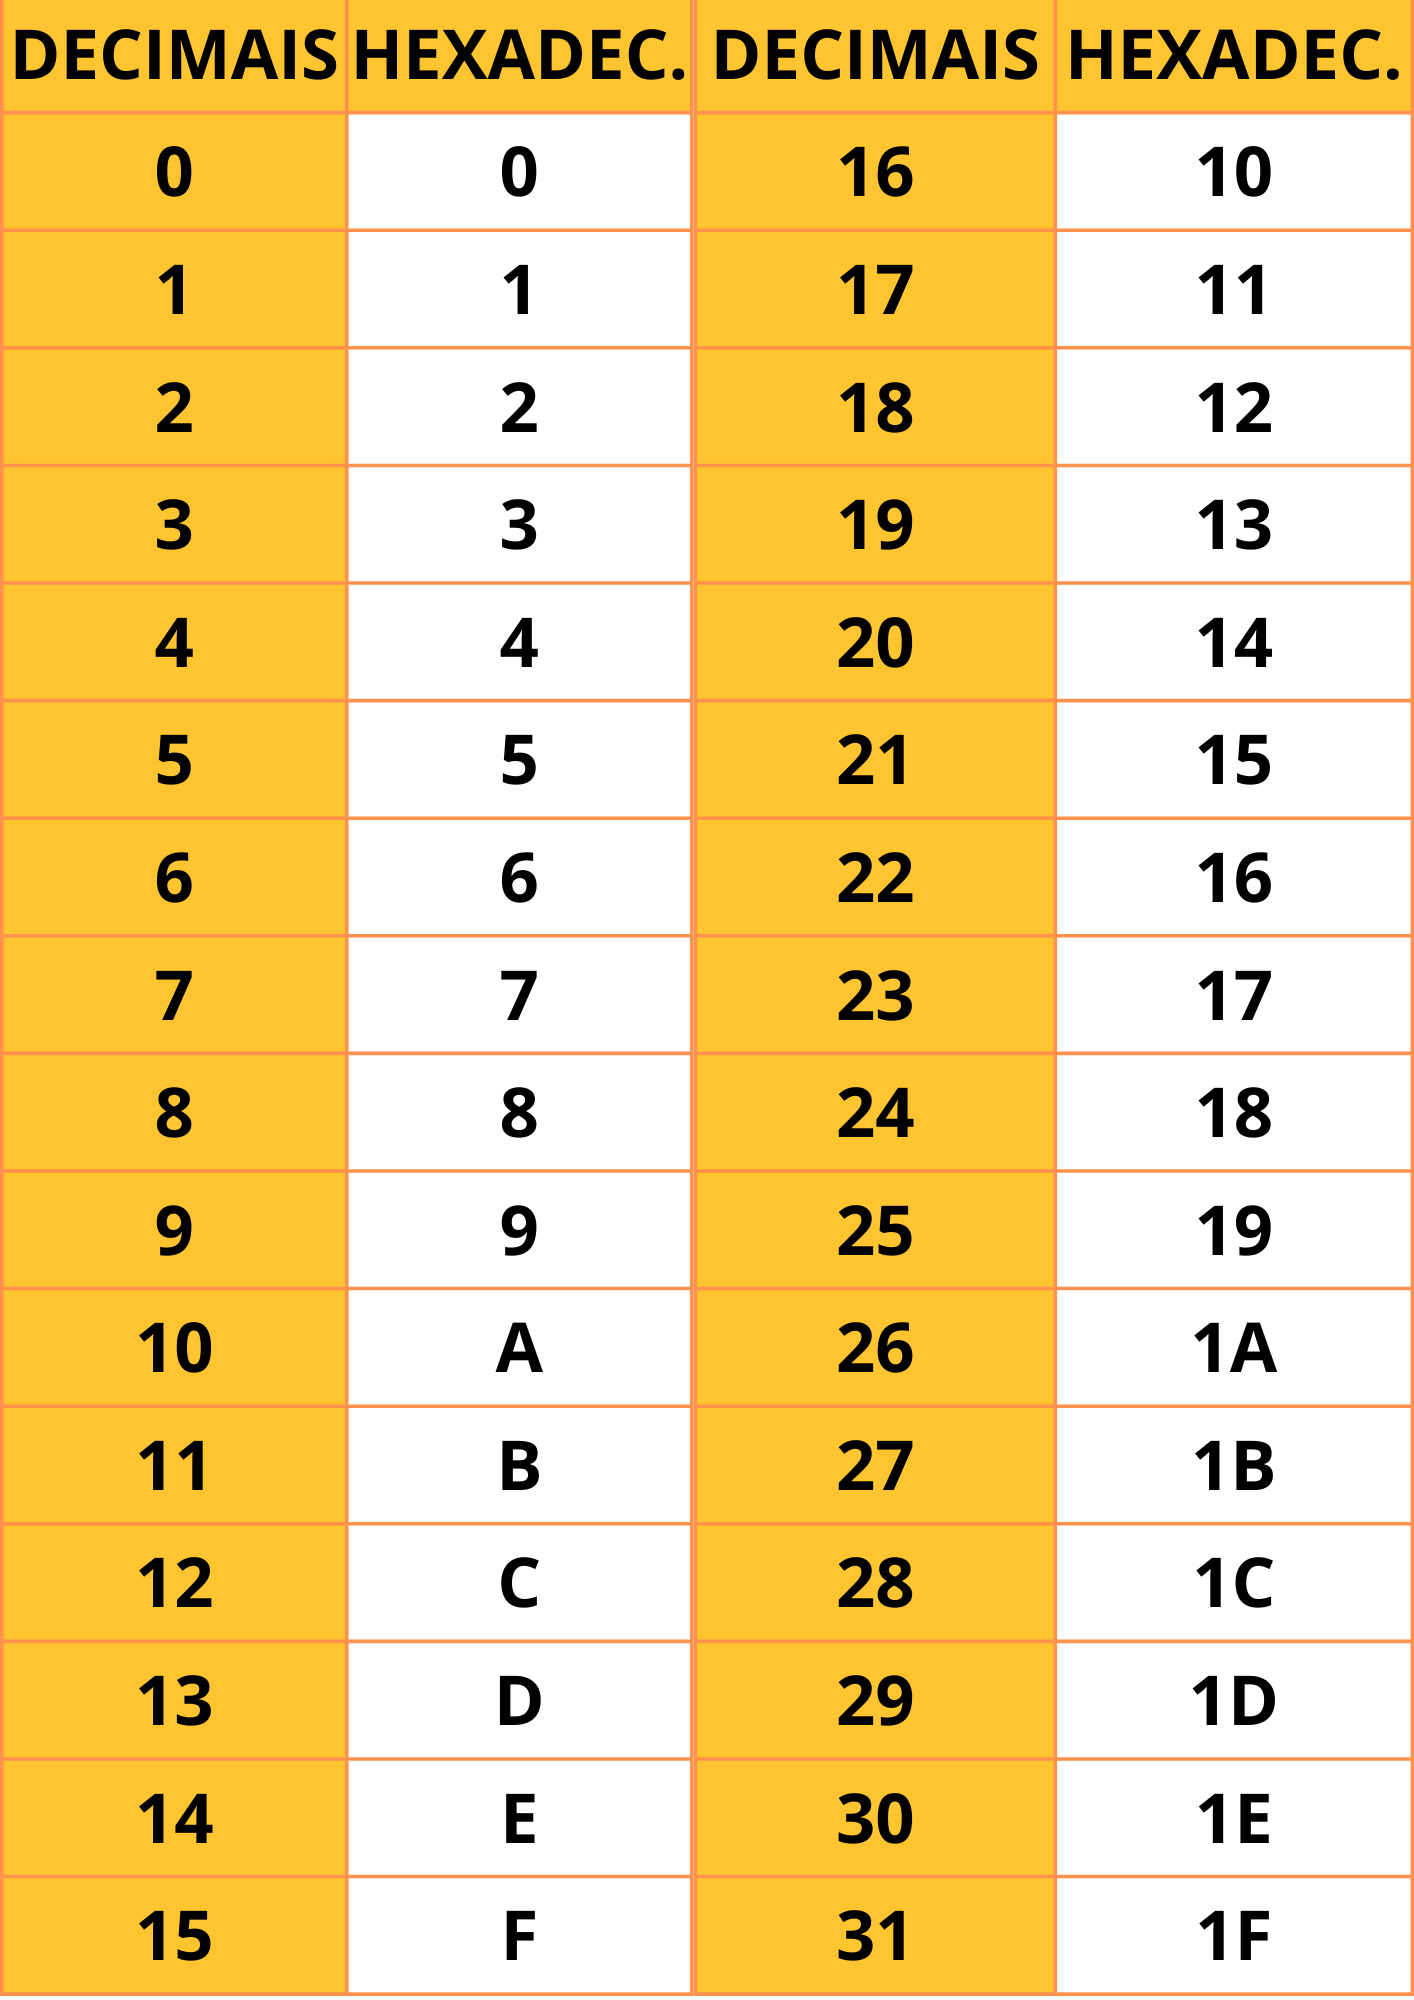 DECIMAIS HEXADEC. DECIMAIS HEXADEC.
0 0 16 10
1 1 17 11
2 2 18 12
3 3 19 13
4 4 20 14
5 5 21 15
6 6 22 16
7 7 23 17
8 8 24 18
9 9 25 19
10 A 26 1A
11 B 27 1B
12 C 28 1C
13 D 29 1D
14 E 30 1E
15 F 31 1F